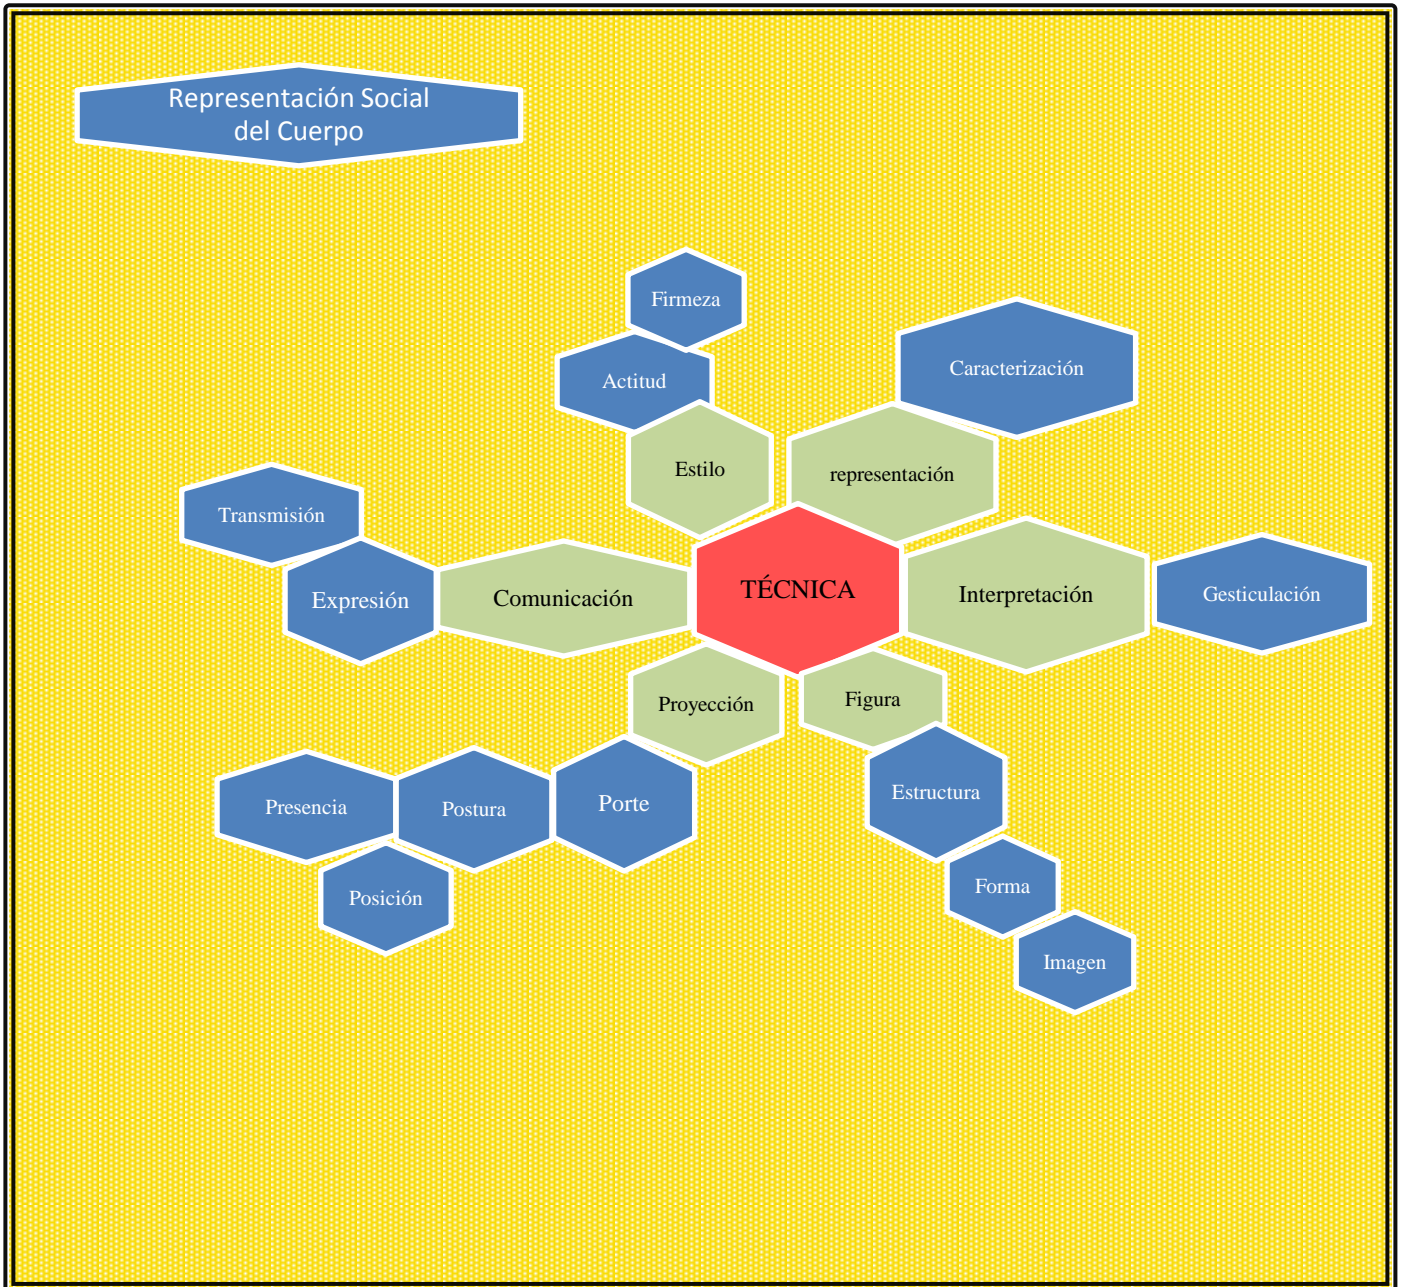 Representación Social
del Cuerpo
Firmeza
Caracterización
Actitud
Estilo
representación
Transmisión
Expresión
Comunicación
TÉCNICA
Interpretación
Gesticulación
Proyección
Figura
Presencia
Postura
Porte
Estructura
Posición
Forma
Imagen